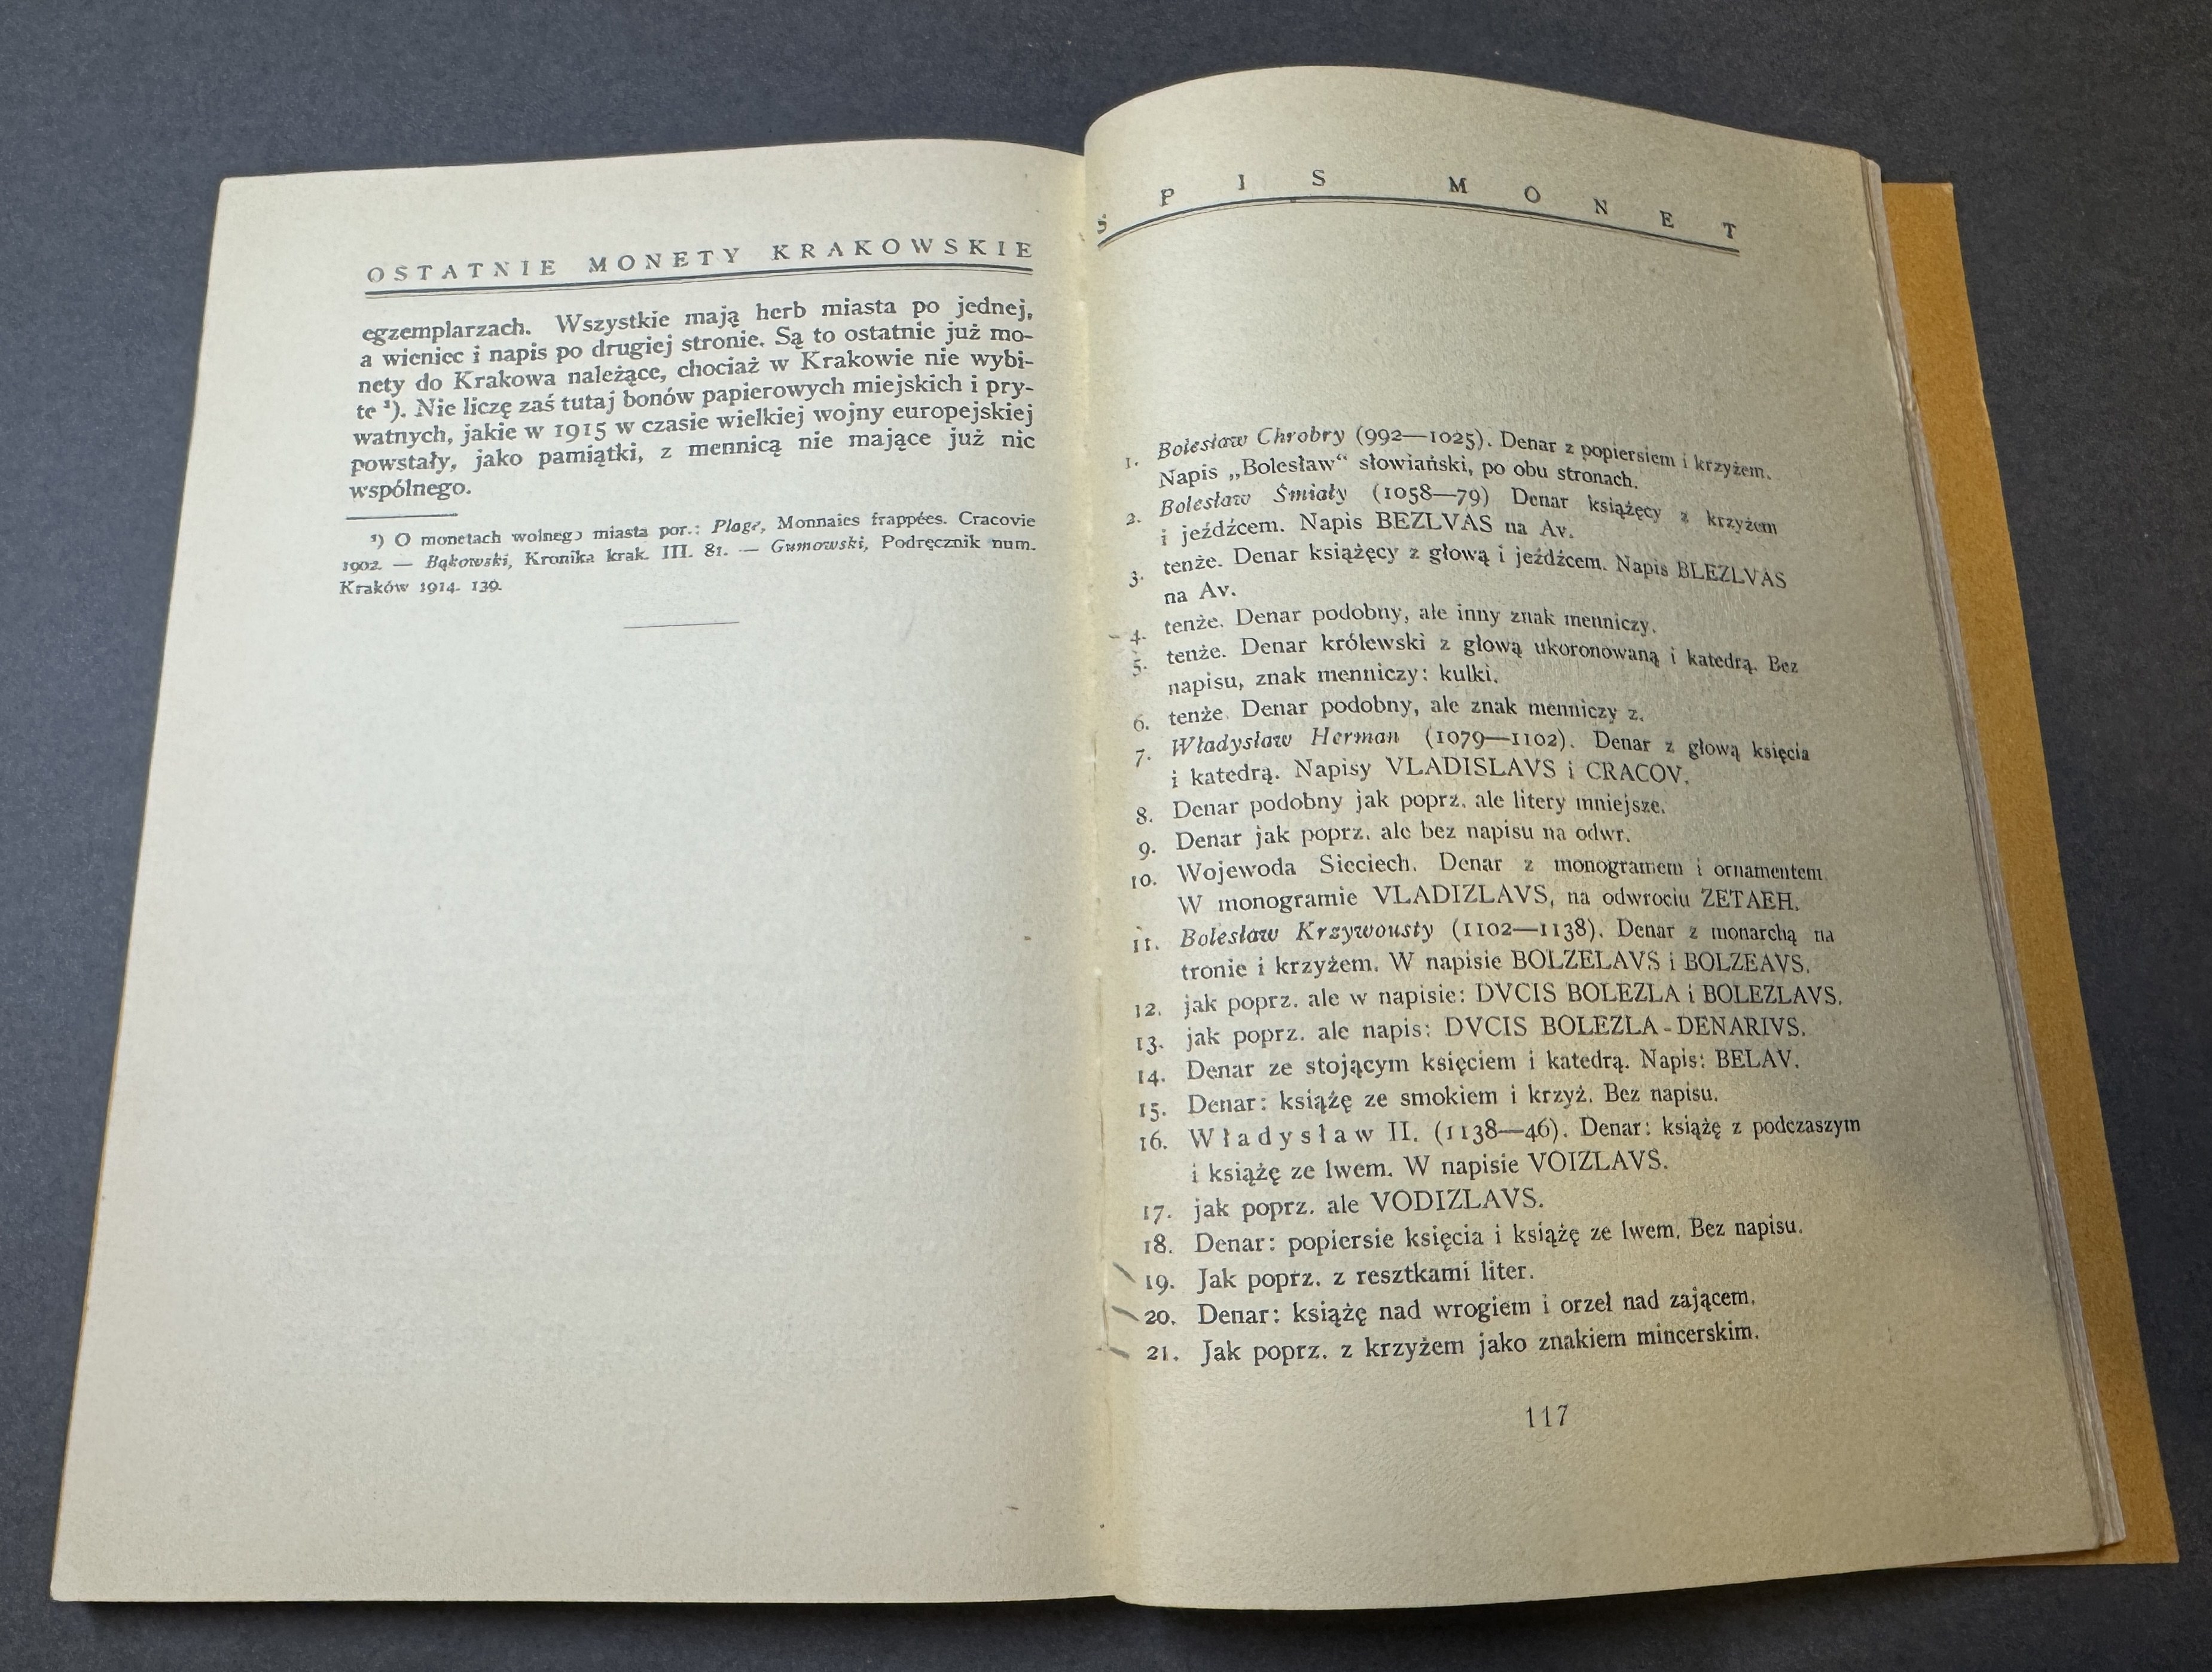 OSTATNIE MONETY KRAKOWSKIE
egzemplarzach. Wszystkie mają herb miasta po jednej,
a wieniec i napis po drugiej stronie. Są to ostatnie już mo-
nety do Krakowa należące, chociaż w Krakowie nie wybi-
te ¹). Nie liczę zaś tutaj bonów papierowych miejskich i pry-
watnych, jakie w 1915 w czasie wielkiej wojny europejskiej
powstały, jako pamiątki, z mennicą nie mające już nic
wspólnego.
¹) O monetach wolnego miasta por.: Plage, Monnaies frappées. Cracovie
1902. — Bąkowski, Kronika krak. III. 81. — Gumowski, Podręcznik num.
Kraków 1914. 139.
SPIS MONET
1. Bolesław Chrobry (992—1025). Denar z popiersiem i krzyżem.
Napis „Bolesław“ słowiański, po obu stronach.
2. Bolesław Śmiały (1058—79) Denar książęcy z krzyżem
i jeźdźcem. Napis BEZLVAS na Av.
3. tenże. Denar książęcy z głową i jeźdźcem. Napis BLEZLVAS
na Av.
4. tenże. Denar podobny, ale inny znak menniczy.
5. tenże. Denar królewski z głową ukoronowaną i katedrą. Bez
napisu, znak menniczy: kulki.
6. tenże. Denar podobny, ale znak menniczy z.
7. Władysław Herman (1079—1102). Denar z głową księcia
i katedrą. Napisy VLADISLAVS i CRACOV.
8. Denar podobny jak poprz. ale litery mniejsze.
9. Denar jak poprz. ale bez napisu na odwr.
10. Wojewoda Sieciech. Denar z monogramem i ornamentem.
W monogramie VLADIZLAVS, na odwrociu ZETAEH.
11. Bolesław Krzywousty (1102—1138). Denar z monarchą na
tronie i krzyżem. W napisie BOLZELAVS i BOLZEAVS.
12. jak poprz. ale w napisie: DVCIS BOLEZLA i BOLEZLAVS.
13. jak poprz. ale napis: DVCIS BOLEZLA - DENARIVS.
14. Denar ze stojącym księciem i katedrą. Napis: BELAV.
15. Denar: książę ze smokiem i krzyż. Bez napisu.
16. Władysław II. (1138—46). Denar: książę z podczaszym
i książę ze lwem. W napisie VOIZLAVS.
17. jak poprz. ale VODIZLAVS.
18. Denar: popiersie księcia i książę ze lwem. Bez napisu.
19. Jak poprz. z resztkami liter.
20. Denar: książę nad wrogiem i orzeł nad zającem.
21. Jak poprz. z krzyżem jako znakiem mincerskim.
117